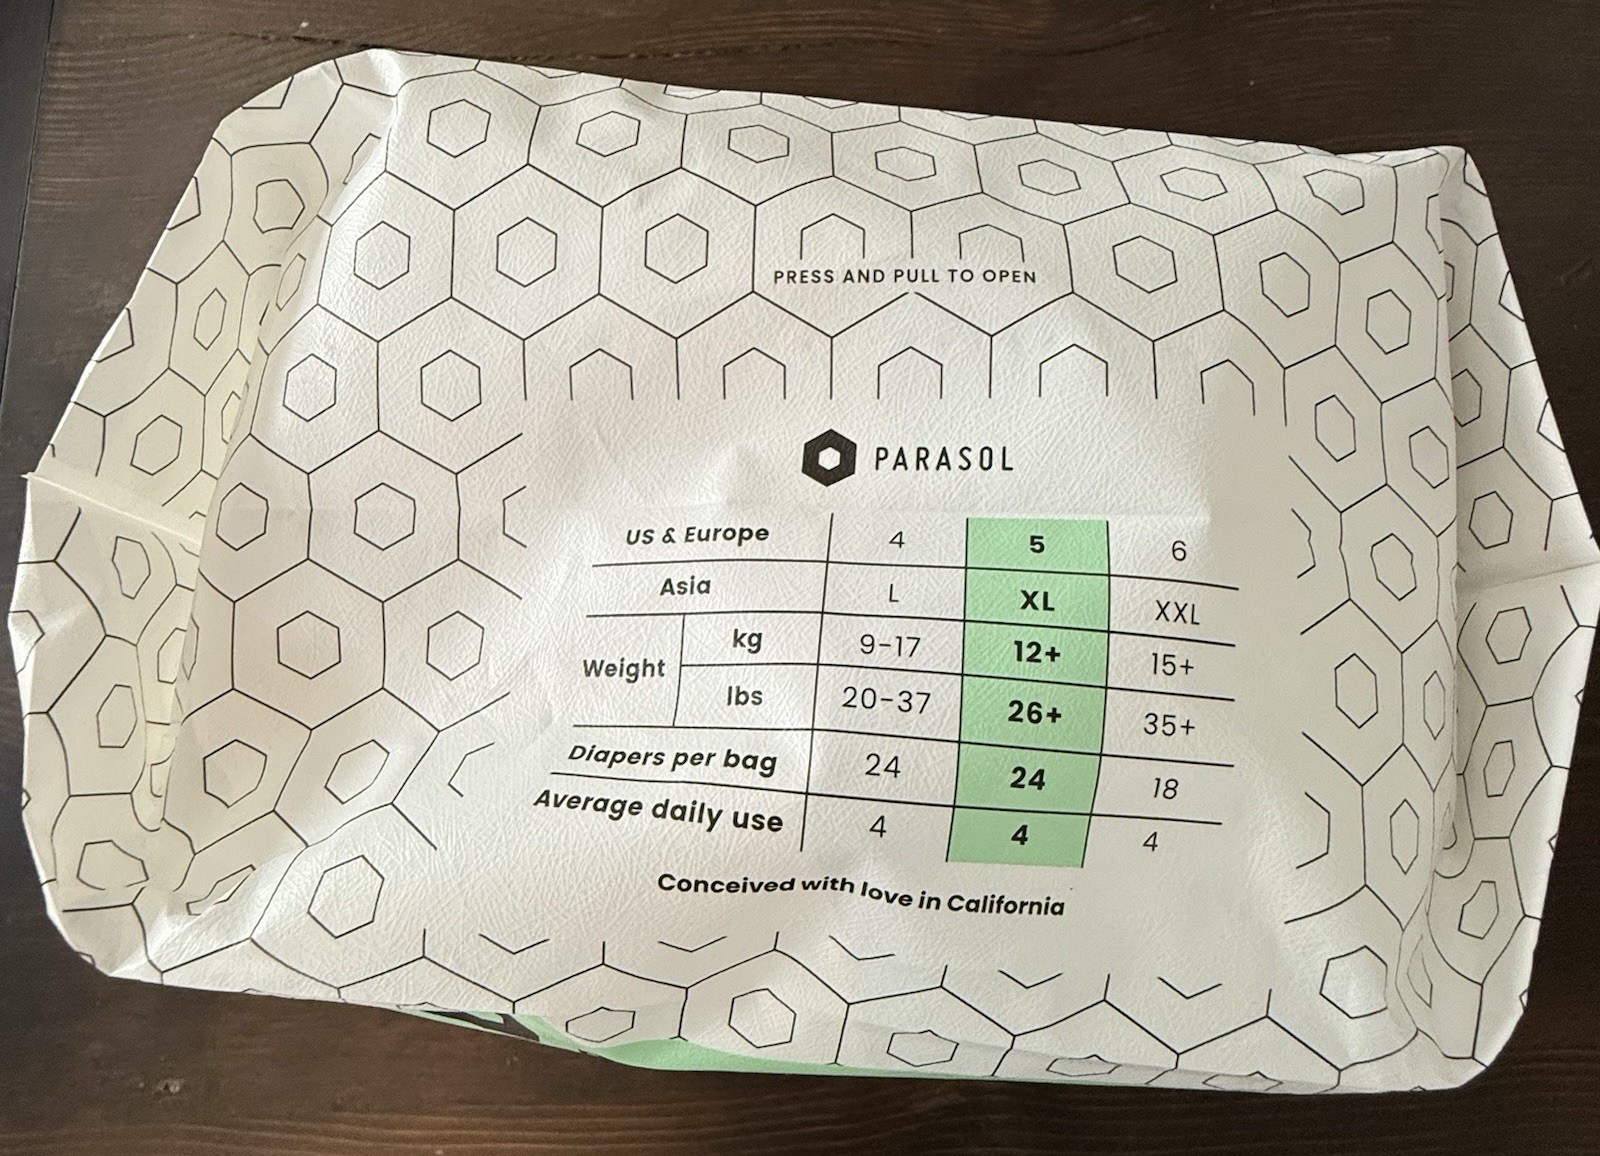 PRESS AND PULL TO OPEN
PARASOL
US & Europe 4 5 6
Asia L XL XXL
Weight kg 9-17 12+ 15+
lbs 20-37 26+ 35+
Diapers per bag 24 24 18
Average daily use 4 4 4
Conceived with love in California